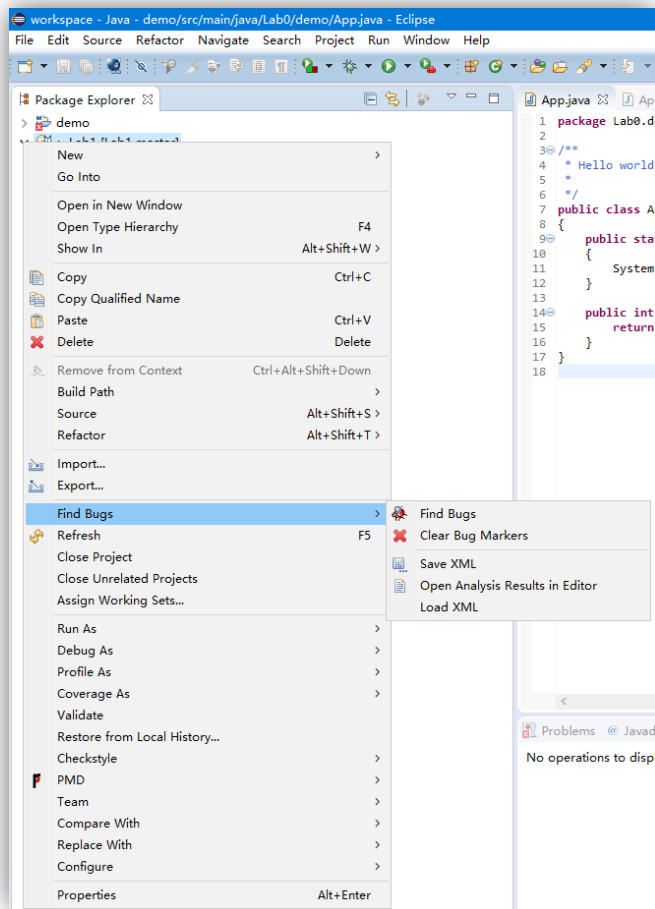 workspace - Java - demo/src/main/java/Lab0/demo/App.java - Eclipse
File Edit Source Refactor Navigate Search Project Run Window Help
Package Explorer
demo
Lab1 [Lab1 master]
New
Go Into
Open in New Window
Open Type Hierarchy F4
Show In Alt+Shift+W >
Copy Ctrl+C
Copy Qualified Name
Paste Ctrl+V
Delete Delete
Remove from Context Ctrl+Alt+Shift+Down
Build Path >
Source Alt+Shift+S >
Refactor Alt+Shift+T >
Import...
Export...
Find Bugs >
Refresh F5
Close Project
Close Unrelated Projects
Assign Working Sets...
Run As >
Debug As >
Profile As >
Coverage As >
Validate
Restore from Local History...
Checkstyle >
PMD >
Team >
Compare With >
Replace With >
Configure >
Properties Alt+Enter
Find Bugs
Clear Bug Markers
Save XML
Open Analysis Results in Editor
Load XML
App.java Ap
1 package Lab0.d
2
3 /**
4 * Hello world
5 *
6 */
7 public class A
8 {
9 public sta
10 {
11 System
12 }
13
14 public int
15 return
16 }
17 }
18
Problems @ Javad
No operations to disp